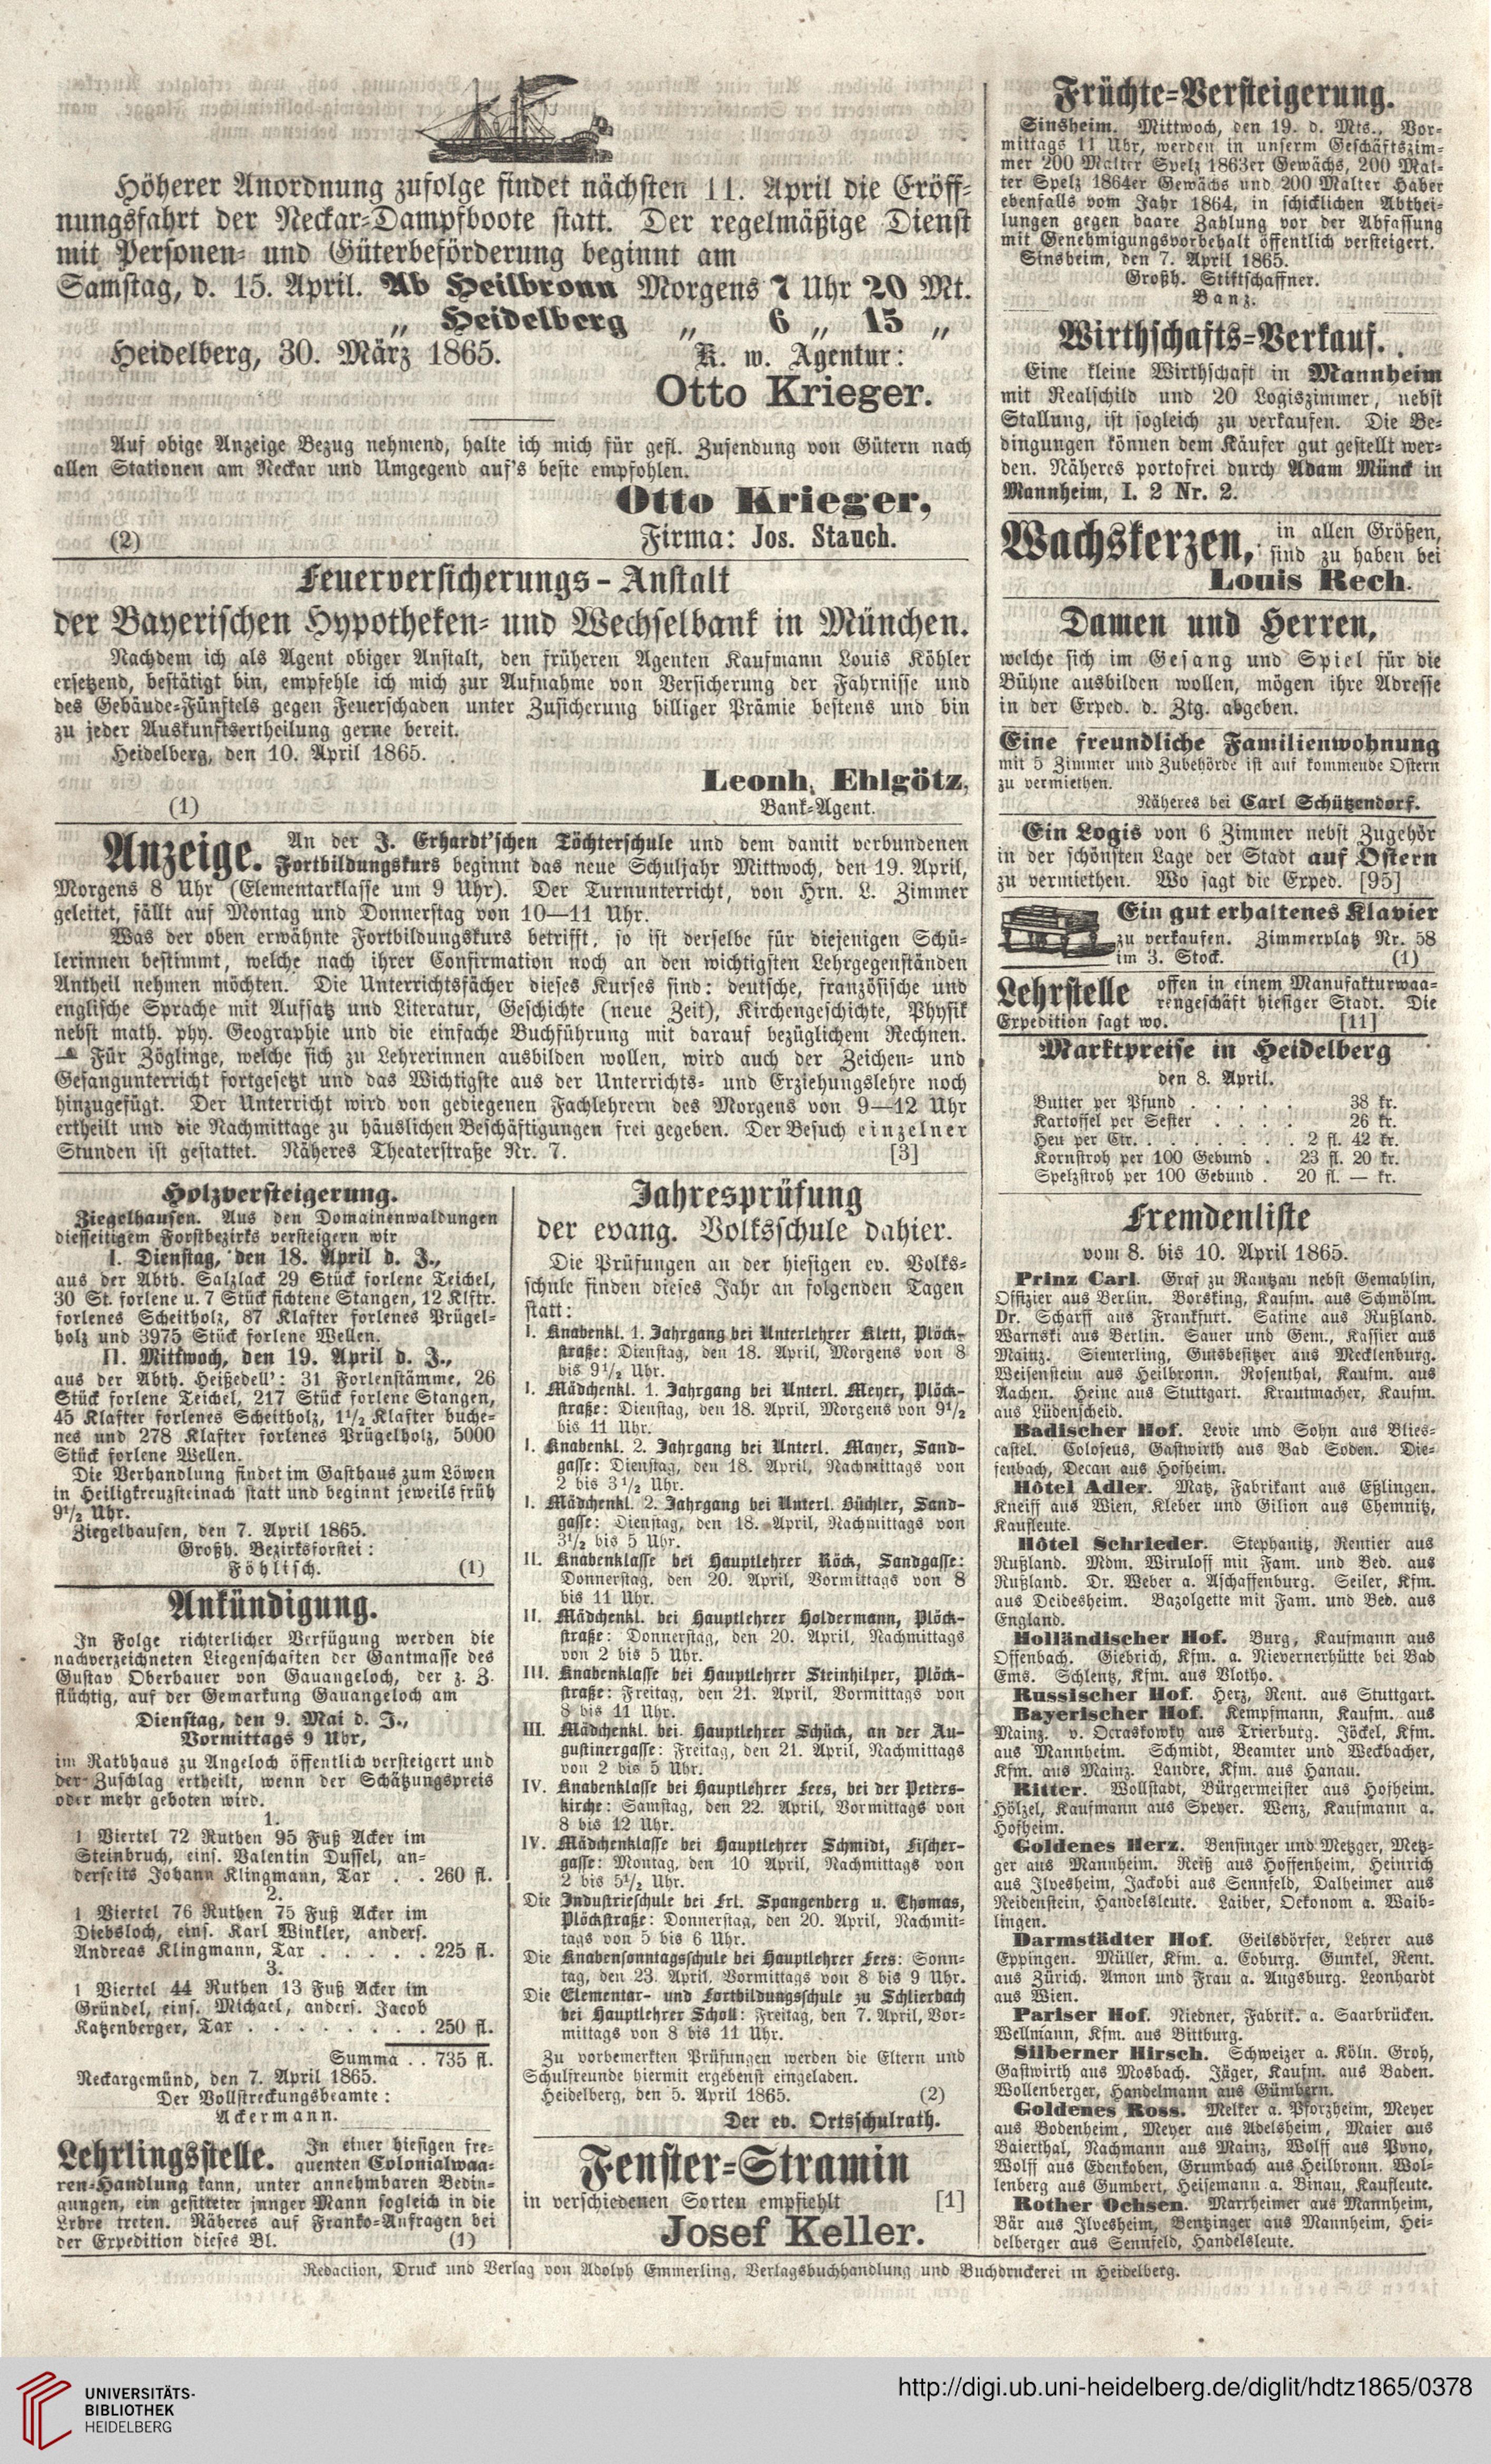 Höherer Anordnung zufolge findet nächsten 11. April die Eröff-
nungsfahrt der Neckar-Dampfboote statt. Der regelmäßige Dienst
mit Personen- und Güterbeförderung beginnt am
Samstag, d. 15. April. Ab Heilbronn Morgens 7 Uhr 20 Mt.
„ Heidelberg „ 6 „ 15 „
Heidelberg, 30. März 1865. K. w. Agentur:
Otto Krieger.
Auf obige Anzeige Bezug nehmend, halte ich mich für gefl. Zusendung von Gütern nach
allen Stationen am Neckar und Umgegend auf's beste empfohlen.
Otto Krieger,
(2) Firma: Jos. Stauch.
Feuerversicherungs-Anstalt
der Bayerischen Hypotheken- und Wechselbank in München.
Nachdem ich als Agent obiger Anstalt, den früheren Agenten Kaufmann Louis Köhler
ersetzend, bestätigt bin, empfehle ich mich zur Aufnahme von Versicherung der Fahrnisse und
des Gebäude-Fünftels gegen Feuerschaden unter Zusicherung billiger Prämie bestens und bin
zu jeder Auskunftsertheilung gerne bereit.
Heidelberg, den 10. April 1865.
Leonh. Ehlgötz,
(1) Bank-Agent.
Anzeige. An der J. Erhardt'schen Töchterschule und dem damit verbundenen
Fortbildungskurs beginnt das neue Schuljahr Mittwoch, den 19. April,
Morgens 8 Uhr (Elementarklasse um 9 Uhr). Der Turnunterricht, von Hrn. L. Zimmer
geleitet, fällt auf Montag und Donnerstag von 10—11 Uhr.
Was der oben erwähnte Fortbildungskurs betrifft, so ist derselbe für diejenigen Schü-
lerinnen bestimmt, welche nach ihrer Confirmation noch an den wichtigsten Lehrgegenständen
Antheil nehmen möchten. Die Unterrichtsfächer dieses Kurses sind: deutsche, französische und
englische Sprache mit Aufsatz und Literatur, Geschichte (neue Zeit), Kirchengeschichte, Physik
nebst math. phy. Geographie und die einfache Buchführung mit darauf bezüglichem Rechnen.
— Für Zöglinge, welche sich zu Lehrerinnen ausbilden wollen, wird auch der Zeichen- und
Gesangunterricht fortgesetzt und das Wichtigste aus der Unterrichts- und Erziehungslehre noch
hinzugefügt. Der Unterricht wird von gediegenen Fachlehrern des Morgens von 9—12 Uhr
ertheilt und die Nachmittage zu häuslichen Beschäftigungen frei gegeben. Der Besuch einzelner
Stunden ist gestattet. Näheres Theaterstraße Nr. 7. [3]
Holzversteigerung.
Ziegelhausen. Aus den Domainenwaldungen
diesseitigem Forstbezirks versteigern wir
I. Dienstag, den 18. April d. J.,
aus der Abth. Salzlack 29 Stück forlene Teichel,
30 St. forlene u. 7 Stück fichtene Stangen, 12 Klftr.
forlenes Scheitholz, 87 Klafter forlenes Prügel-
holz und 3975 Stück forlene Wellen.
II. Mittwoch, den 19. April d. J.,
aus der Abth. Heißedell': 31 Forlenstämme, 26
Stück forlene Teichel, 217 Stück forlene Stangen,
45 Klafter forlenes Scheitholz, 1½ Klafter buche-
nes und 278 Klafter forlenes Prügelholz, 5000
Stück forlene Wellen.
Die Verhandlung findet im Gasthaus zum Löwen
in Heiligkreuzsteinach statt und beginnt jeweils früh
9½ Uhr.
Ziegelhausen, den 7. April 1865.
Großh. Bezirksforstei:
Föhlisch. (1)
Ankündigung.
In Folge richterlicher Verfügung werden die
nachverzeichneten Liegenschaften der Gantmasse des
Gustav Oberbauer von Gauangeloch, der z. Z.
flüchtig, auf der Gemarkung Gauangeloch am
Dienstag, den 9. Mai d. J.,
Vormittags 9 Uhr,
im Rathhaus zu Angeloch öffentlich versteigert und
der Zuschlag ertheilt, wenn der Schätzungspreis
oder mehr geboten wird.
1.
1 Viertel 72 Ruthen 95 Fuß Acker im
Steinbruch, eins. Valentin Dussel, an-
derseits Johann Klingmann, Tax . . 260 fl.
2.
1 Viertel 76 Ruthen 75 Fuß Acker im
Diebsloch, eins. Karl Winkler, anders.
Andreas Klingmann, Tax . . . . . 225 fl.
3.
1 Viertel 44 Ruthen 13 Fuß Acker im
Gründel, eins. Michael, anders. Jacob
Katzenberger, Tax . . . . . . . . 250 fl.
Summa . . 735 fl.
Neckargemünd, den 7. April 1865.
Der Vollstreckungsbeamte:
Ackermann.
Lehrlingsstelle. In einer hiesigen fre-
quenten Colonialwaa-
ren-Handlung kann, unter annehmbaren Bedin-
gungen, ein gesitteter junger Mann sogleich in die
Lehre treten. Näheres auf Franko-Anfragen bei
der Expedition dieses Bl. (1)
Jahresprüfung
der evang. Volksschule dahier.
Die Prüfungen an der hiesigen ev. Volks-
schule finden dieses Jahr an folgenden Tagen
statt:
I. Knabenkl. 1. Jahrgang bei Unterlehrer Klett, Plöck-
straße: Dienstag, den 18. April, Morgens von 8
bis 9½ Uhr.
I. Mädchenkl. 1. Jahrgang bei Unterl. Meyer, Plöck-
straße: Dienstag, den 18. April, Morgens von 9½
bis 11 Uhr.
I. Knabenkl. 2. Jahrgang bei Unterl. Mayer, Sand-
gasse: Dienstag, den 18. April, Nachmittags von
2 bis 3½ Uhr.
I. Mädchenkl. 2. Jahrgang bei Unterl. Büchler, Sand-
gasse: Dienstag, den 18. April, Nachmittags von
3½ bis 5 Uhr.
II. Knabenklasse bei Hauptlehrer Röck, Sandgasse:
Donnerstag, den 20. April, Vormittags von 8
bis 11 Uhr.
II. Mädchenkl. bei Hauptlehrer Holdermann, Plöck-
straße: Donnerstag, den 20. April, Nachmittags
von 2 bis 5 Uhr.
III. Knabenklasse bei Hauptlehrer Steinhilper, Plöck-
straße: Freitag, den 21. April, Vormittags von
8 bis 11 Uhr.
III. Mädchenkl. bei Hauptlehrer Schück, an der Au-
gustinergasse: Freitag, den 21. April, Nachmittags
von 2 bis 5 Uhr.
IV. Knabenklasse bei Hauptlehrer Fees, bei der Peters-
kirche: Samstag, den 22. April, Vormittags von
8 bis 12 Uhr.
IV. Mädchenklasse bei Hauptlehrer Schmidt, Fischer-
gasse: Montag, den 10 April, Nachmittags von
2 bis 5½ Uhr.
Die Industrieschule bei Frl. Spangenberg u. Thomas,
Plöckstraße: Donnerstag, den 20. April, Nachmit-
tags von 5 bis 6 Uhr.
Die Knabensonntagsschule bei Hauptlehrer Fees: Sonn-
tag, den 23. April, Vormittags von 8 bis 9 Uhr.
Die Elementar- und Fortbildungsschule zu Schlierbach
bei Hauptlehrer Scholl: Freitag, den 7. April, Vor-
mittags von 8 bis 11 Uhr.
Zu vorbemerkten Prüfungen werden die Eltern und
Schulfreunde hiermit ergebenst eingeladen.
Heidelberg, den 5. April 1865. (2)
Der ev. Ortsschulrath.
Fenster-Stramin
in verschiedenen Sorten empfiehlt [1]
Josef Keller.
Früchte-Versteigerung.
Sinsheim. Mittwoch, den 19. d. Mts., Vor-
mittags 11 Uhr, werden in unserm Geschäftszim-
mer 200 Malter Spelz 1863er Gewächs, 200 Mal-
ter Spelz 1864er Gewächs und 200 Malter Haber
ebenfalls vom Jahr 1864, in schicklichen Abthei-
lungen gegen baare Zahlung vor der Abfassung
mit Genehmigungsvorbehalt öffentlich versteigert.
Sinsheim, den 7. April 1865.
Großh. Stiftschaffner.
Banz.
Wirthschafts-Verkauf.
Eine kleine Wirthschaft in Mannheim
mit Realschild und 20 Logiszimmer, nebst
Stallung, ist sogleich zu verkaufen. Die Be-
dingungen können dem Käufer gut gestellt wer-
den. Näheres portofrei durch Adam Münck in
Mannheim, I. 2 Nr. 2.
Wachskerzen, in allen Größen,
sind zu haben bei
Louis Rech.
Damen und Herren,
welche sich im Gesang und Spiel für die
Bühne ausbilden wollen, mögen ihre Adresse
in der Exped. d. Ztg. abgeben.
Eine freundliche Familienwohnung
mit 5 Zimmer und Zubehörde ist auf kommende Ostern
zu vermiethen.
Näheres bei Carl Schützendorf.
Ein Logis von 6 Zimmer nebst Zugehör
in der schönsten Lage der Stadt auf Ostern
zu vermiethen. Wo sagt die Exped. [95]
Ein gut erhaltenes Klavier
zu verkaufen. Zimmerplatz Nr. 58
im 3. Stock. (1)
Lehrstelle offen in einem Manufakturwaa-
rengeschäft hiesiger Stadt. Die
Expedition sagt wo. [11]
Marktpreise in Heidelberg
den 8. April.
Butter per Pfund . . . . . 38 kr.
Kartoffel per Sester . . . . 26 kr.
Heu per Ctr. . . . . . . . 2 fl. 42 kr.
Kornstroh per 100 Gebund . 23 fl. 20 kr.
Spelzstroh per 100 Gebund . 20 fl. — kr.
Fremdenliste
vom 8. bis 10. April 1865.
Prinz Carl. Graf zu Rantzau nebst Gemahlin,
Offizier aus Berlin. Borsking, Kaufm. aus Schmölm.
Dr. Scharff aus Frankfurt. Satine aus Rußland.
Warnski aus Berlin. Sauer und Gem., Kassier aus
Mainz. Siemerling, Gutsbesitzer aus Mecklenburg.
Weisenstein aus Heilbronn. Rosenthal, Kaufm. aus
Aachen. Heine aus Stuttgart. Krautmacher, Kaufm.
aus Lüdenscheid.
Badischer Hof. Levie und Sohn aus Blies-
castel. Coloseus, Gastwirth aus Bad Soden. Die-
fenbach, Decan aus Hofheim.
Hôtel Adler. Matz, Fabrikant aus Eßlingen.
Kneiff aus Wien, Kleber und Gilion aus Chemnitz,
Kaufleute.
Hôtel Schrieder. Stephanitz, Rentier aus
Rußland. Mdm. Wiruloff mit Fam. und Bed. aus
Rußland. Dr. Weber a. Aschaffenburg. Seiler, Kfm.
aus Deidesheim. Bazolgette mit Fam. und Bed. aus
England.
Holländischer Hof. Burg, Kaufmann aus
Offenbach. Giebrich, Kfm. a. Nievernerhütte bei Bad
Ems. Schlentz, Kfm. aus Vlotho.
Russischer Hof. Herz, Rent. aus Stuttgart.
Bayerischer Hof. Kempfmann, Kaufm. aus
Mainz. v. Ocraskowky aus Trierburg. Jöckel, Kfm.
aus Mannheim. Schmidt, Beamter und Weckbacher,
Kfm. aus Mainz. Landre, Kfm. aus Hanau.
Ritter. Wollstadt, Bürgermeister aus Hofheim.
Hölzel, Kaufmann aus Speyer. Wenz, Kaufmann a.
Hofheim.
Goldenes Herz. Bensinger und Metzger, Metz-
ger aus Mannheim. Reiß aus Hoffenheim, Heinrich
aus Ilvesheim, Jackobi aus Sennfeld, Dalheimer aus
Neidenstein, Handelsleute. Laiber, Oekonom a. Waib-
lingen.
Darmstädter Hof. Geilsdörfer, Lehrer aus
Eppingen. Müller, Kfm. a. Coburg. Gunkel, Rent.
aus Zürich. Amon und Frau a. Augsburg. Leonhardt
aus Wien.
Pariser Hof. Riedner, Fabrik. a. Saarbrücken.
Wellmann, Kfm. aus Bittburg.
Silberner Hirsch. Schweizer a. Köln. Groh,
Gastwirth aus Mosbach. Jäger, Kaufm. aus Baden.
Wollenberger, Handelmann aus Gümbern.
Goldenes Ross. Melker a. Pforzheim, Meyer
aus Bodenheim, Meyer aus Adelsheim, Maier aus
Baierthal, Nachmann aus Mainz, Wolff aus
Wolff aus Edenkoben, Grumbach aus Heilbronn. Wol-
lenberg aus Gumbert, Heisemann a. Binau, Kaufleute.
Rother Ochsen. Marxheimer aus Mannheim,
Bär aus Ilvesheim, Bentzinger aus Mannheim, Hei-
delberger aus Sennfeld, Handelsleute.
Redaction, Druck und Verlag von Adolph Emmerling, Verlagsbuchhandlung und Buchdruckerei in Heidelberg.
UNIVERSITÄTS-
BIBLIOTHEK
HEIDELBERG
http://digi.ub.uni-heidelberg.de/diglit/hdtz1865/0378